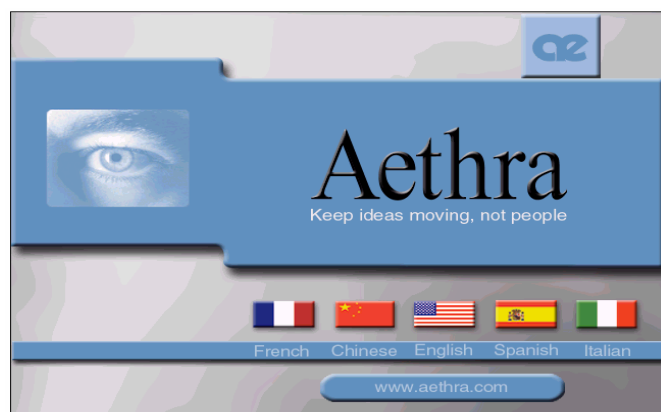 ae
Aethra
Keep ideas moving, not people
French Chinese English Spanish Italian
www.aethra.com